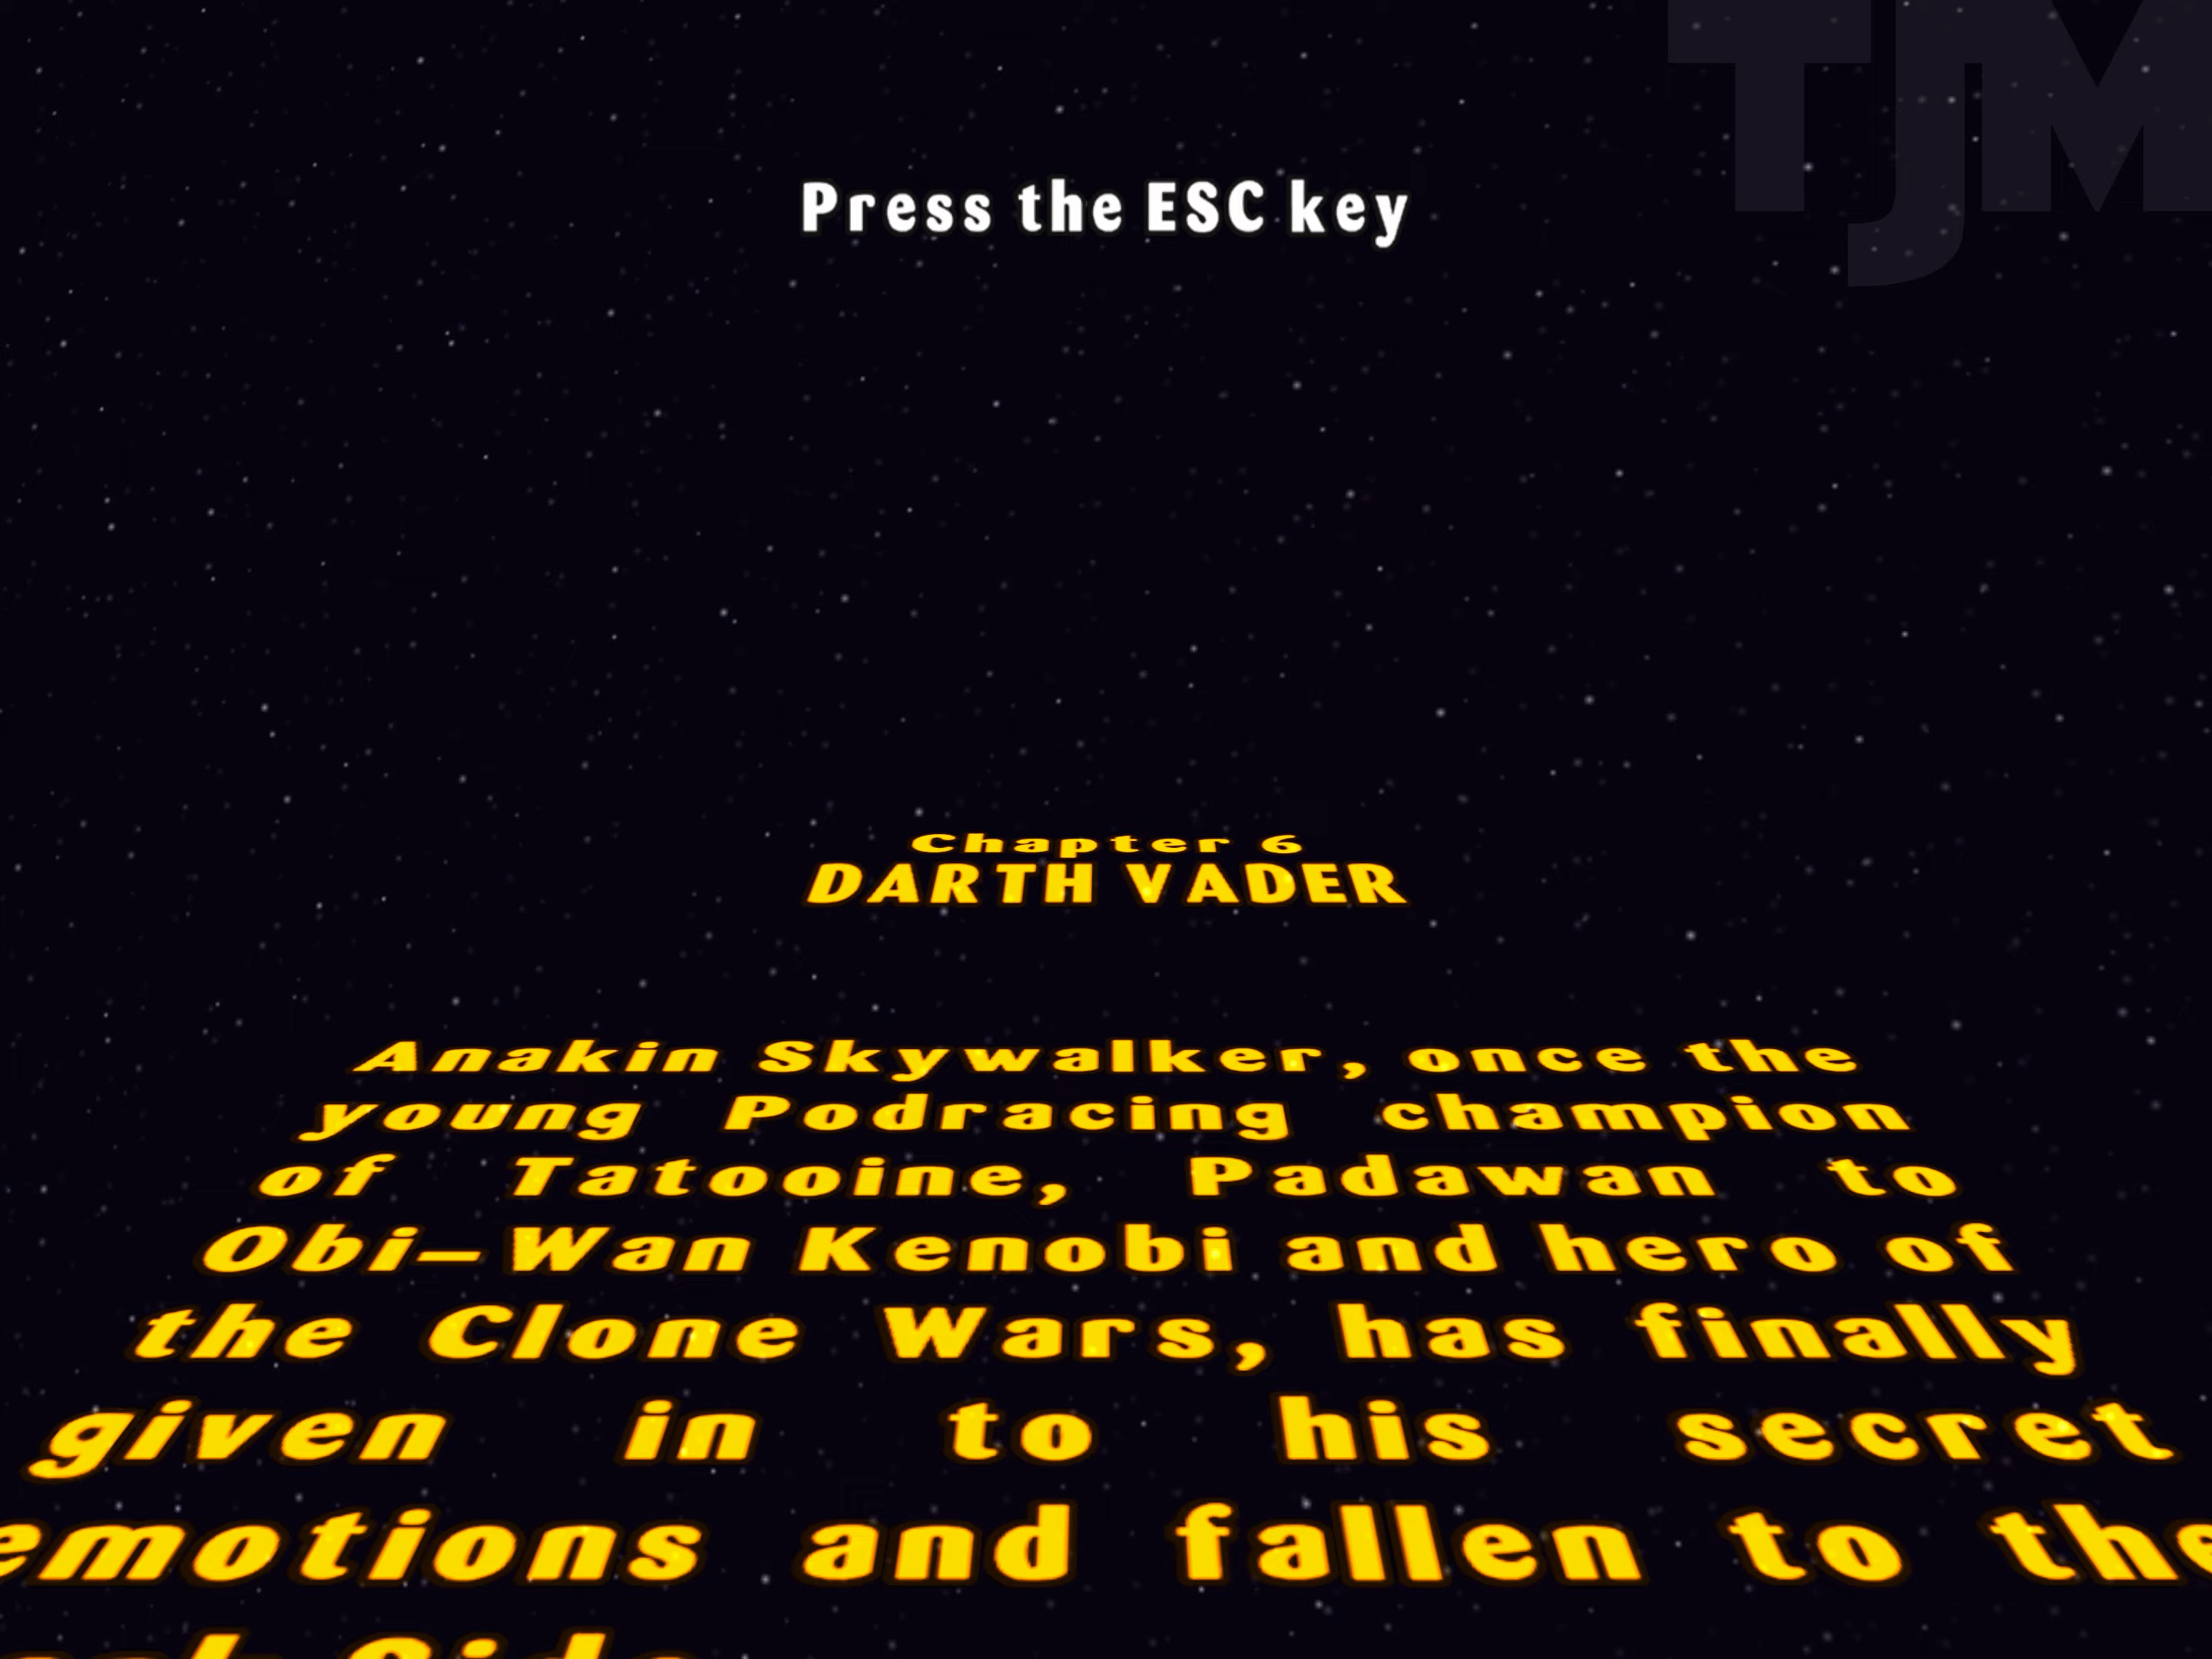 TJM
Press the ESC key
Chapter 6
DARTH VADER
Anakin Skywalker, once the
young Podracing champion
of Tatooine, Padawan to
Obi-Wan Kenobi and hero of
the Clone Wars, has finally
given in to his secret
emotions and fallen to the